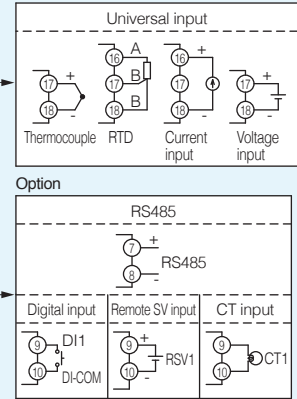 Universal input
16 A
17 B
18 B
17 +
18 -
16 +
17
18 -
17 +
18 -
Thermocouple
RTD
Current
input
Voltage
input
Option
RS485
7 +
8 -
RS485
Digital input
Remote SV input
CT input
9 DI1
10 DI-COM
9 +
10 -
RSV1
9
10
CT1